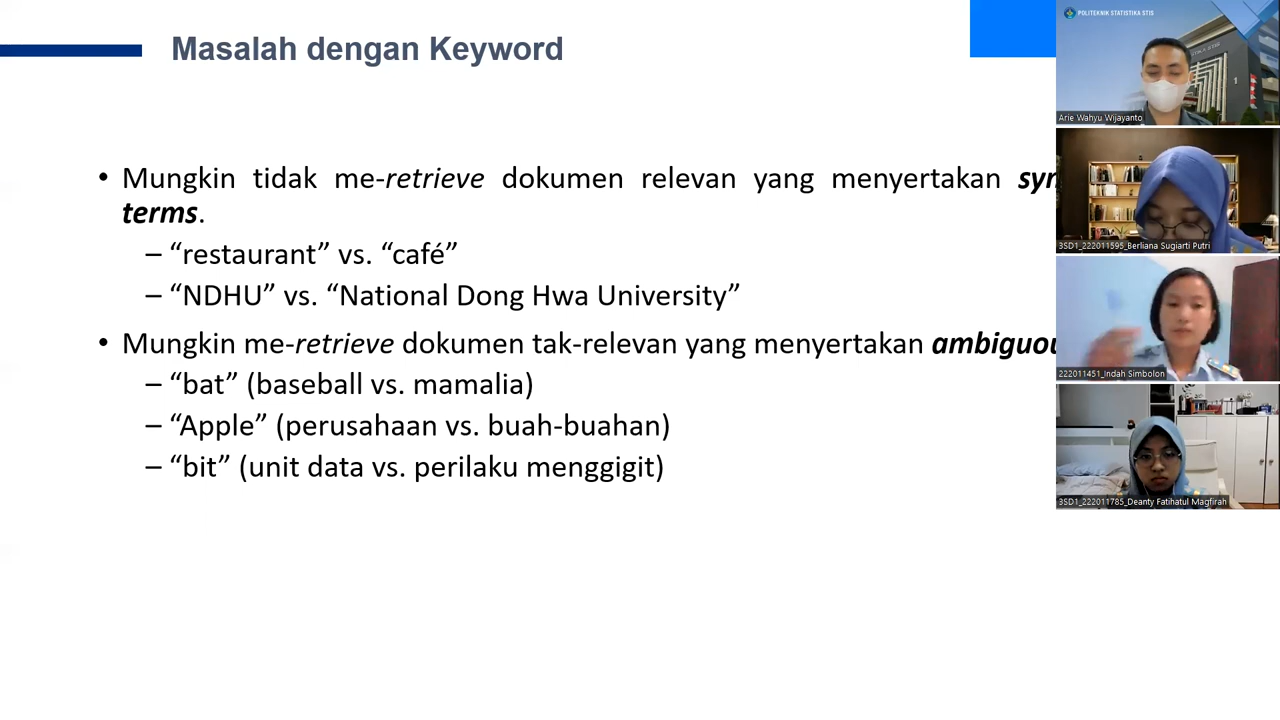 Masalah dengan Keyword
• Mungkin tidak me-retrieve dokumen relevan yang menyertakan
terms.
– “restaurant” vs. “café”
– “NDHU” vs. “National Dong Hwa University”
• Mungkin me-retrieve dokumen tak-relevan yang menyertakan
– “bat” (baseball vs. mamalia)
– “Apple” (perusahaan vs. buah-buahan)
– “bit” (unit data vs. perilaku menggigit)
POLITEKNIK STATISTIKA STIS
Arie Wahyu Wijayanto
3SD1_222011595_Berliana Sugiarti Putri
222011451_Indah Simbolon
3SD1_222011785_Deanty Fatihatul Magfirah